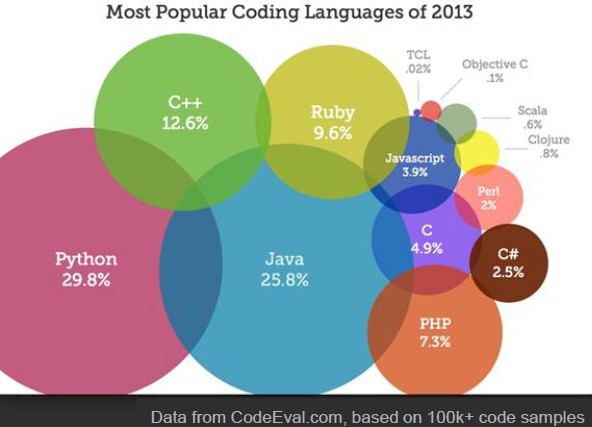 Most Popular Coding Languages of 2013
TCL
.02%
Objective C
.1%
C++
12.6%
Ruby
9.6%
Scala
.6%
Clojure
.8%
Javascript
3.9%
Perl
2%
Python
29.8%
Java
25.8%
C
4.9%
C#
2.5%
PHP
7.3%
Data from CodeEval.com, based on 100k+ code samples